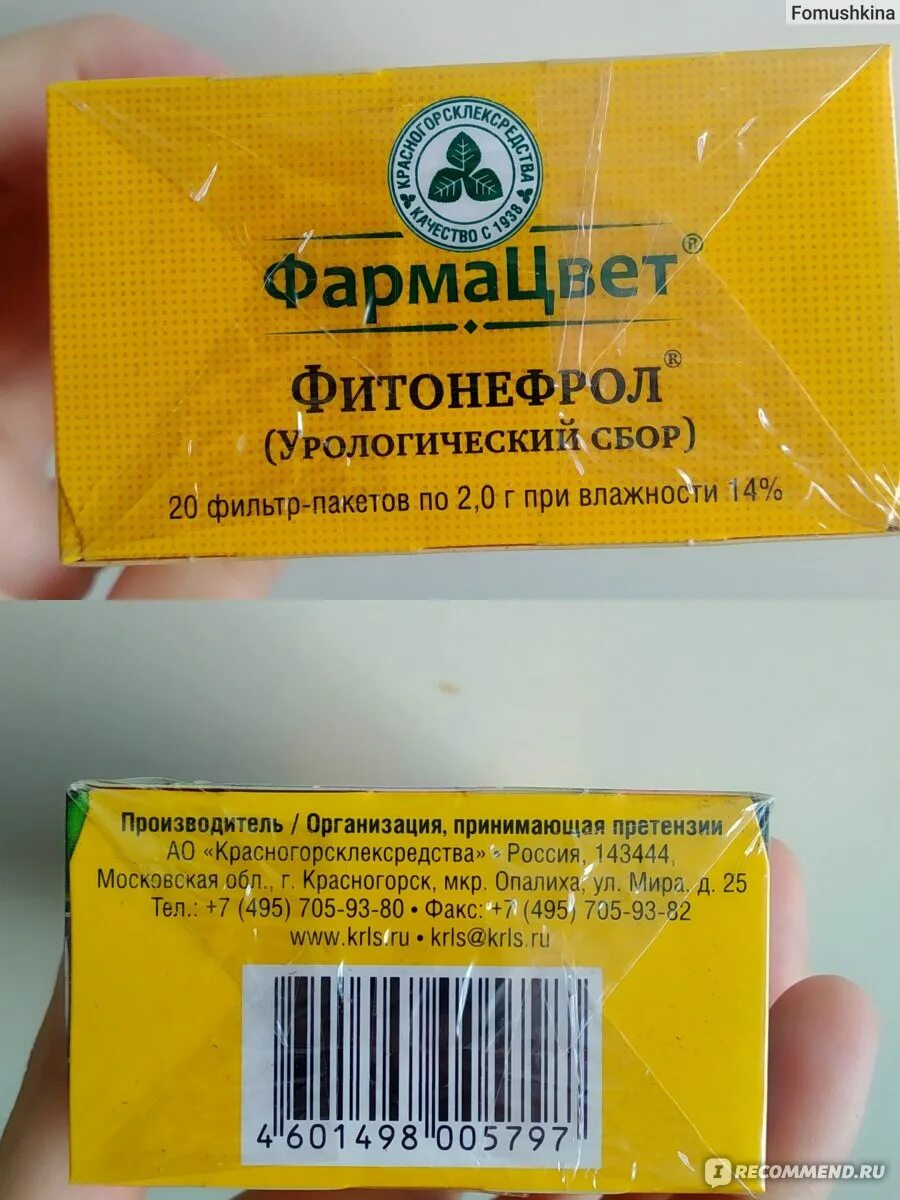 Fomushkina
КРАСНОГОРСКЛЕКСРЕДСТВА
КАЧЕСТВО С 1938
ФармаЦвет®
Фитонефрол®
(Урологический сбор)
20 фильтр-пакетов по 2,0 г при влажности 14%
Производитель / Организация, принимающая претензии
АО «Красногорсклексредства» • Россия, 143444,
Московская обл., г. Красногорск, мкр. Опалиха, ул. Мира, д. 25
Тел.: +7 (495) 705-93-80 • Факс: +7 (495) 705-93-82
www.krls.ru • krls@krls.ru
4 601498 005797
IRECOMMEND.RU